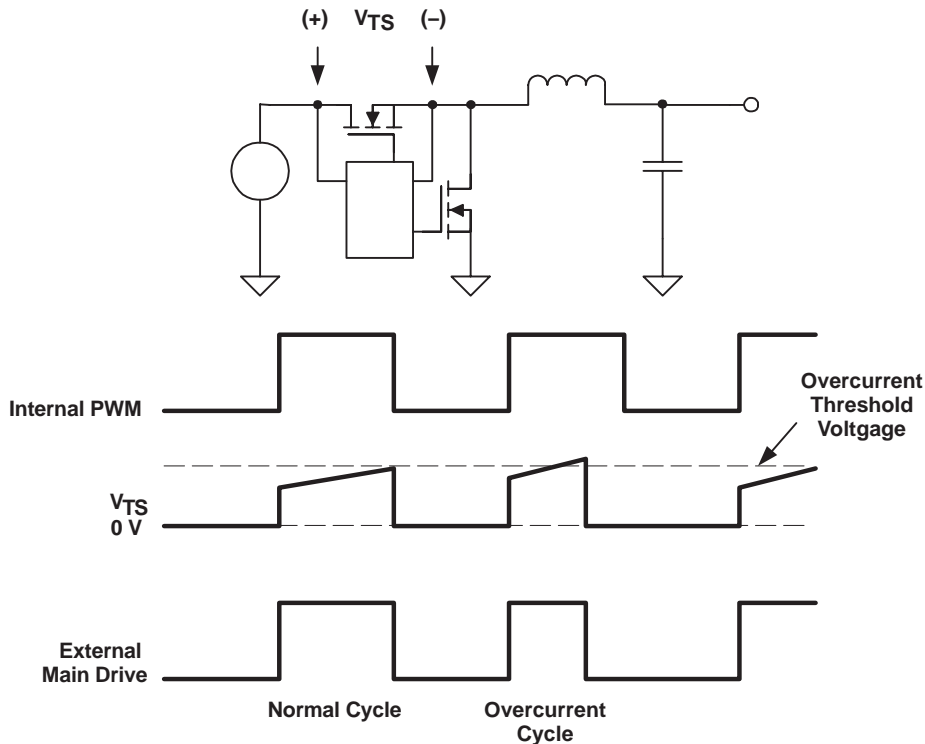 (+) VTS (–)
Internal PWM
Overcurrent
Threshold
Voltgage
VTS
0 V
External
Main Drive
Normal Cycle
Overcurrent
Cycle